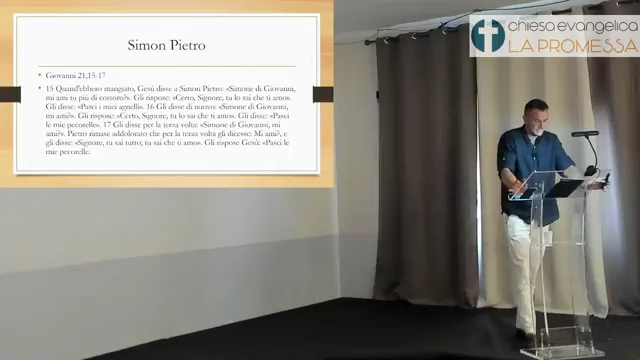 Simon Pietro
• Giovanni 21,15-17
• 15 Quand'ebbero mangiato, Gesù disse a Simon Pietro: «Simone di Giovanni,
mi ami tu più di costoro?». Gli rispose: «Certo, Signore, tu lo sai che ti amo».
Gli disse: «Pasci i miei agnelli». 16 Gli disse di nuovo: «Simone di Giovanni,
mi ami?». Gli rispose: «Certo, Signore, tu lo sai che ti amo». Gli disse: «Pasci
le mie pecorelle». 17 Gli disse per la terza volta: «Simone di Giovanni, mi
ami?». Pietro rimase addolorato che per la terza volta gli dicesse: Mi ami?, e
gli disse: «Signore, tu sai tutto; tu sai che ti amo». Gli rispose Gesù: «Pasci le
mie pecorelle.
chiesa evangelica
LA PROMESSA